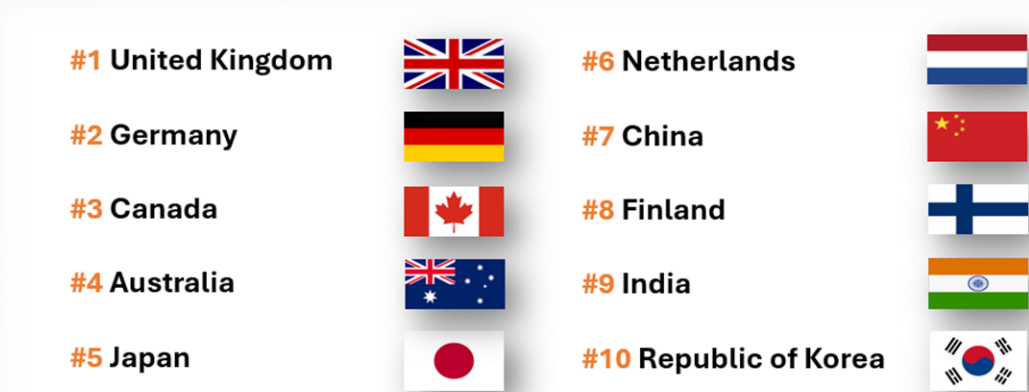 #1 United Kingdom
#2 Germany
#3 Canada
#4 Australia
#5 Japan
#6 Netherlands
#7 China
#8 Finland
#9 India
#10 Republic of Korea